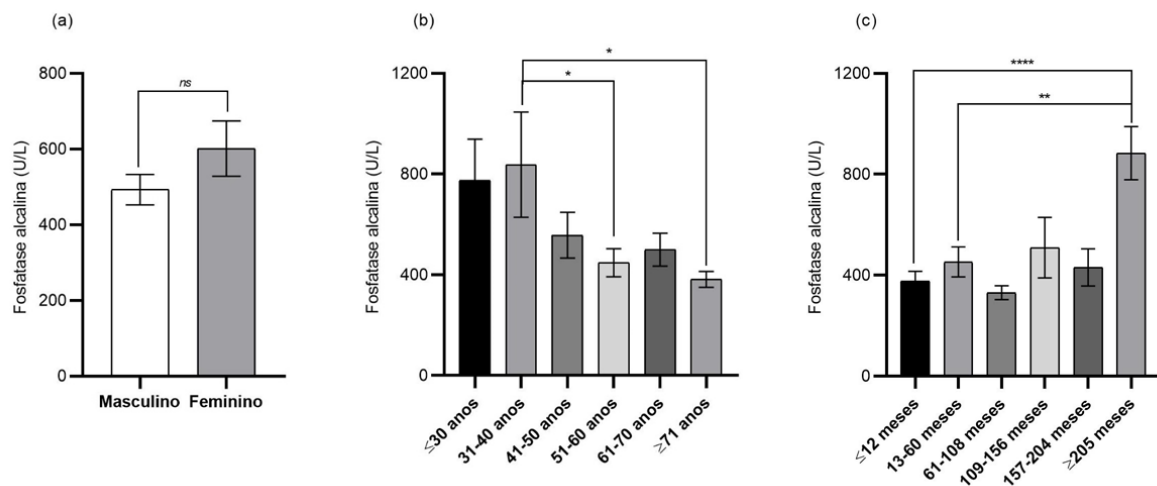 (a)
Fosfatase alcalina (U/L)
800
600
400
200
0
ns
Masculino Feminino
(b)
Fosfatase alcalina (U/L)
1200
800
400
0
*
*
≤30 anos
31-40 anos
41-50 anos
51-60 anos
61-70 anos
≥71 anos
(c)
Fosfatase alcalina (U/L)
1200
800
400
0
****
**
≤12 meses
13-60 meses
61-108 meses
109-156 meses
157-204 meses
≥205 meses